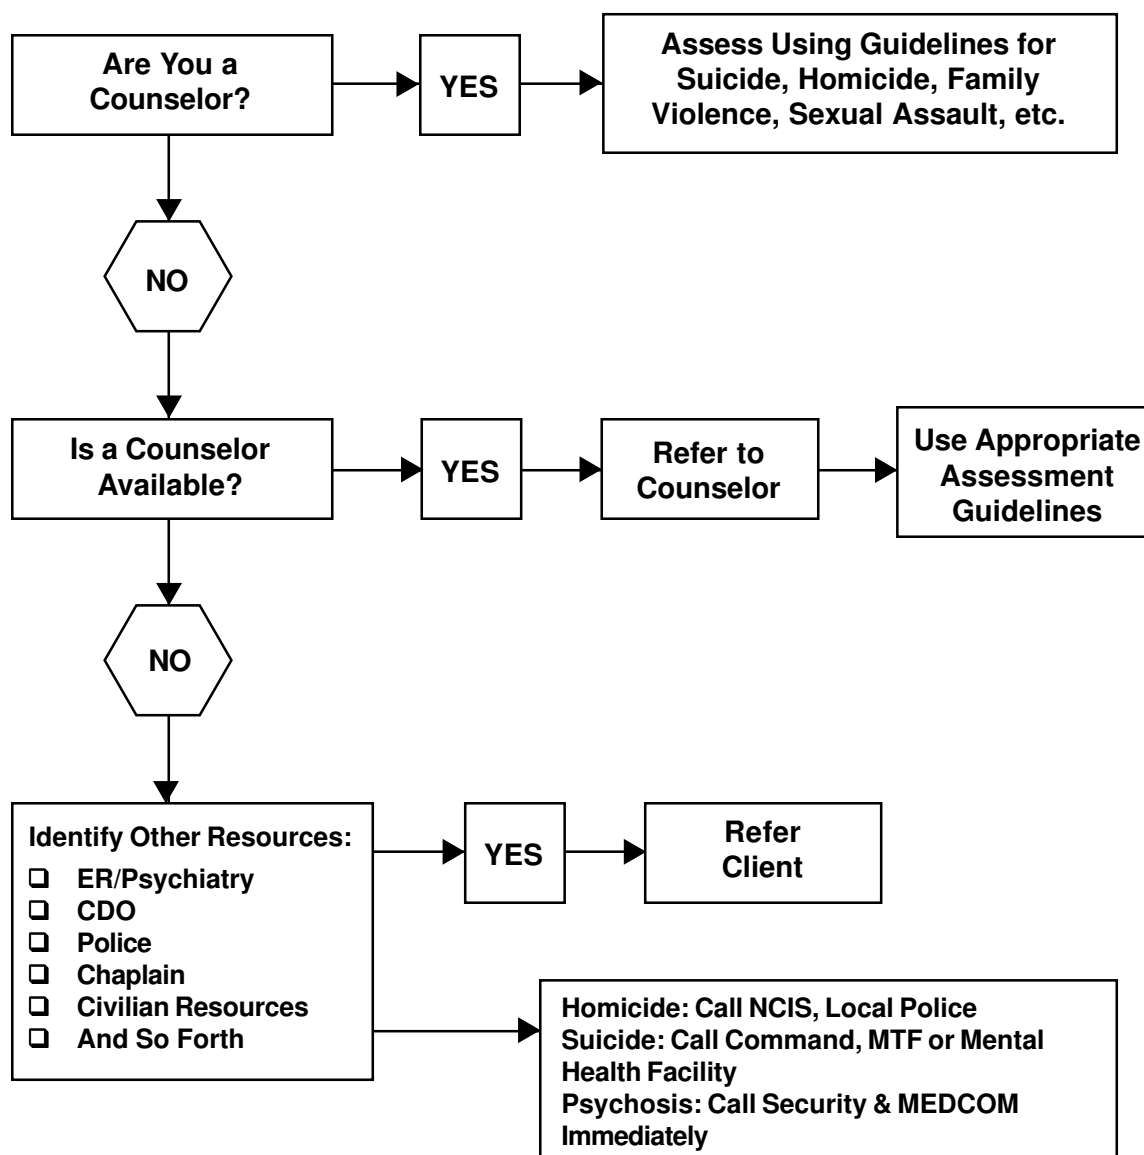 Are You a
Counselor?
YES
Assess Using Guidelines for
Suicide, Homicide, Family
Violence, Sexual Assault, etc.
NO
Is a Counselor
Available?
YES
Refer to
Counselor
Use Appropriate
Assessment
Guidelines
NO
Identify Other Resources:
❑ ER/Psychiatry
❑ CDO
❑ Police
❑ Chaplain
❑ Civilian Resources
❑ And So Forth
YES
Refer
Client
Homicide: Call NCIS, Local Police
Suicide: Call Command, MTF or Mental
Health Facility
Psychosis: Call Security & MEDCOM
Immediately